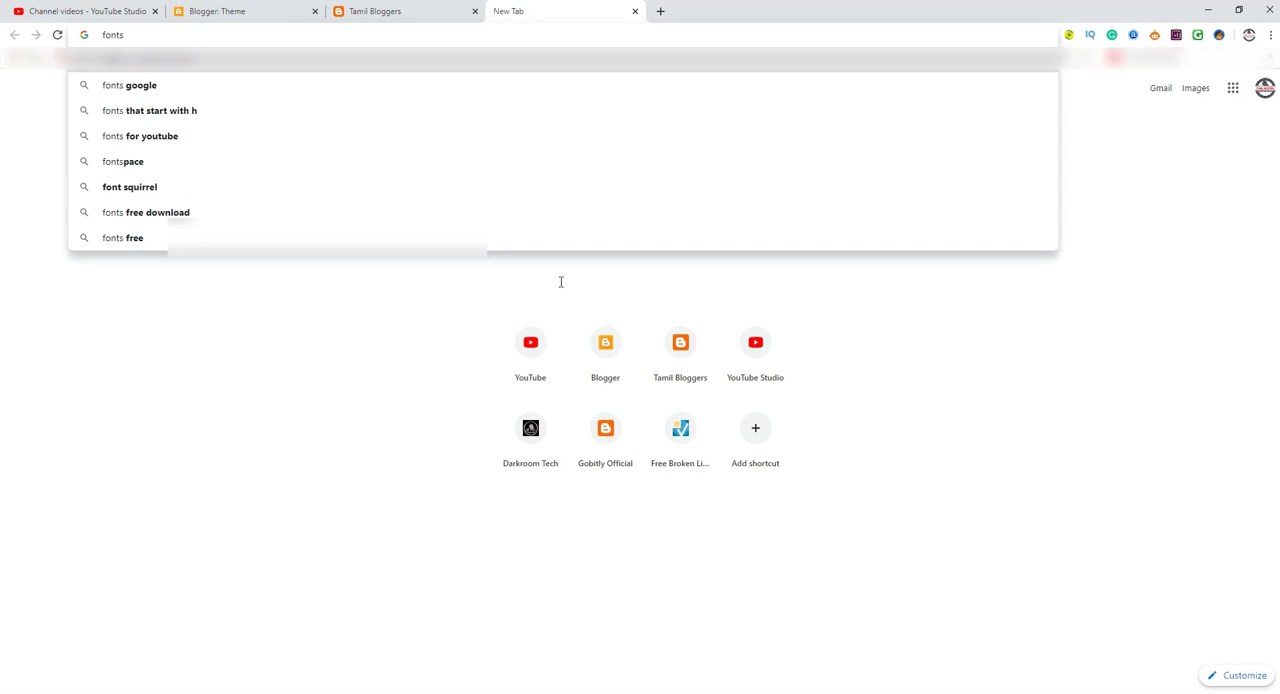 Channel videos - YouTube Studio
Blogger: Theme
Tamil Bloggers
New Tab
fonts
fonts google
fonts that start with h
fonts for youtube
fontspace
font squirrel
fonts free download
fonts free
Gmail Images
YouTube
Blogger
Tamil Bloggers
YouTube Studio
Darkroom Tech
Gobitly Official
Free Broken Li...
Add shortcut
Customize